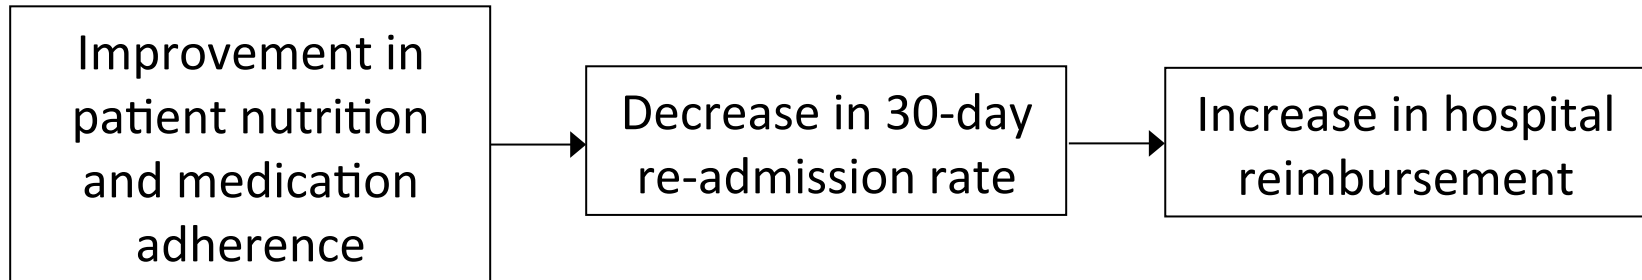 Improvement in
patient nutrition
and medication
adherence
Decrease in 30-day
re-admission rate
Increase in hospital
reimbursement